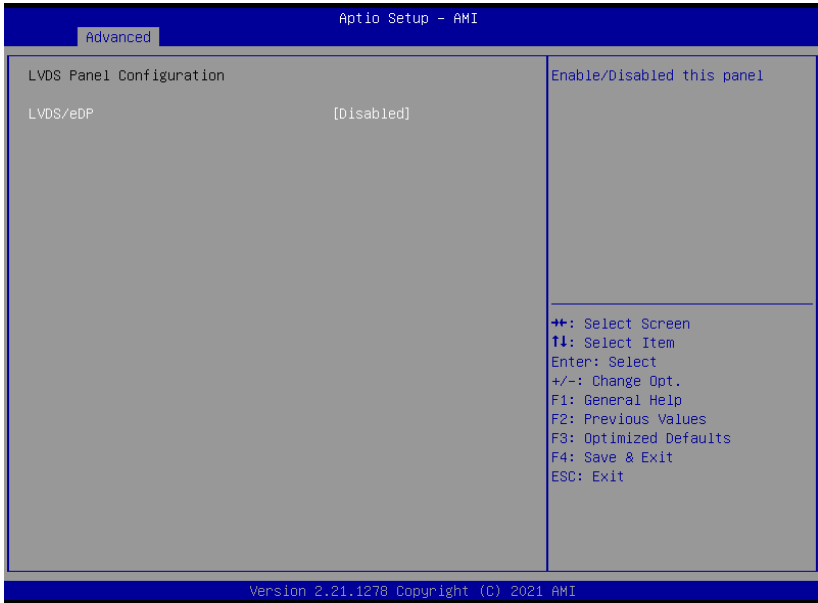 Aptio Setup - AMI
Advanced
LVDS Panel Configuration
LVDS/eDP [Disabled]
Enable/Disabled this panel
→←: Select Screen
↑↓: Select Item
Enter: Select
+/-: Change Opt.
F1: General Help
F2: Previous Values
F3: Optimized Defaults
F4: Save & Exit
ESC: Exit
Version 2.21.1278 Copyright (C) 2021 AMI